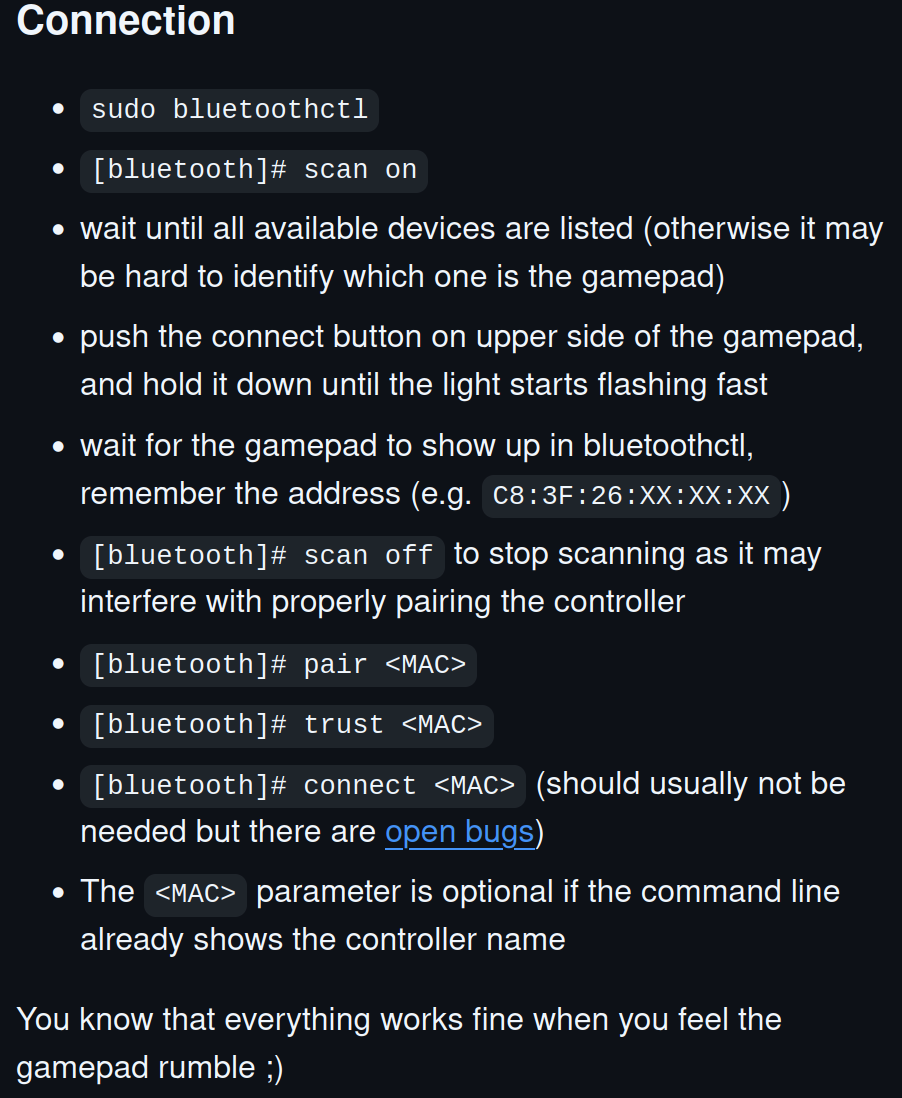 Connection
• sudo bluetoothctl
• [bluetooth]# scan on
• wait until all available devices are listed (otherwise it may
be hard to identify which one is the gamepad)
• push the connect button on upper side of the gamepad,
and hold it down until the light starts flashing fast
• wait for the gamepad to show up in bluetoothctl,
remember the address (e.g. C8:3F:26:XX:XX:XX)
• [bluetooth]# scan off to stop scanning as it may
interfere with properly pairing the controller
• [bluetooth]# pair <MAC>
• [bluetooth]# trust <MAC>
• [bluetooth]# connect <MAC> (should usually not be
needed but there are open bugs)
• The <MAC> parameter is optional if the command line
already shows the controller name
You know that everything works fine when you feel the
gamepad rumble ;)